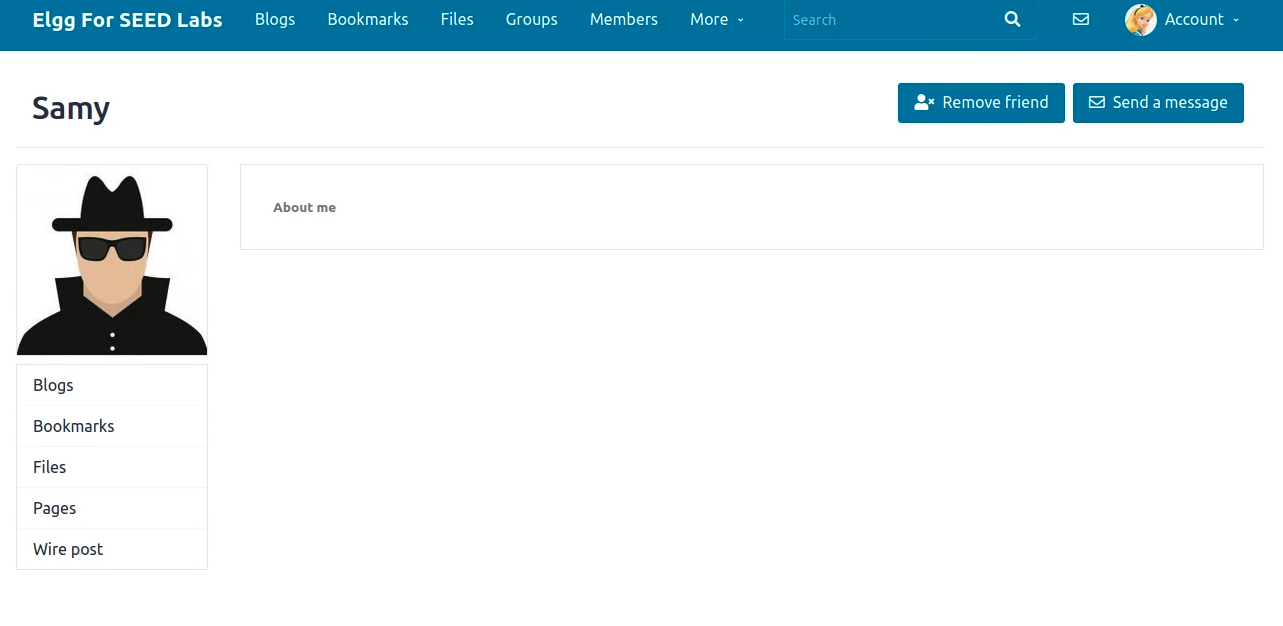 Elgg For SEED Labs Blogs Bookmarks Files Groups Members More Search Account
Samy Remove friend Send a message
About me
Blogs
Bookmarks
Files
Pages
Wire post